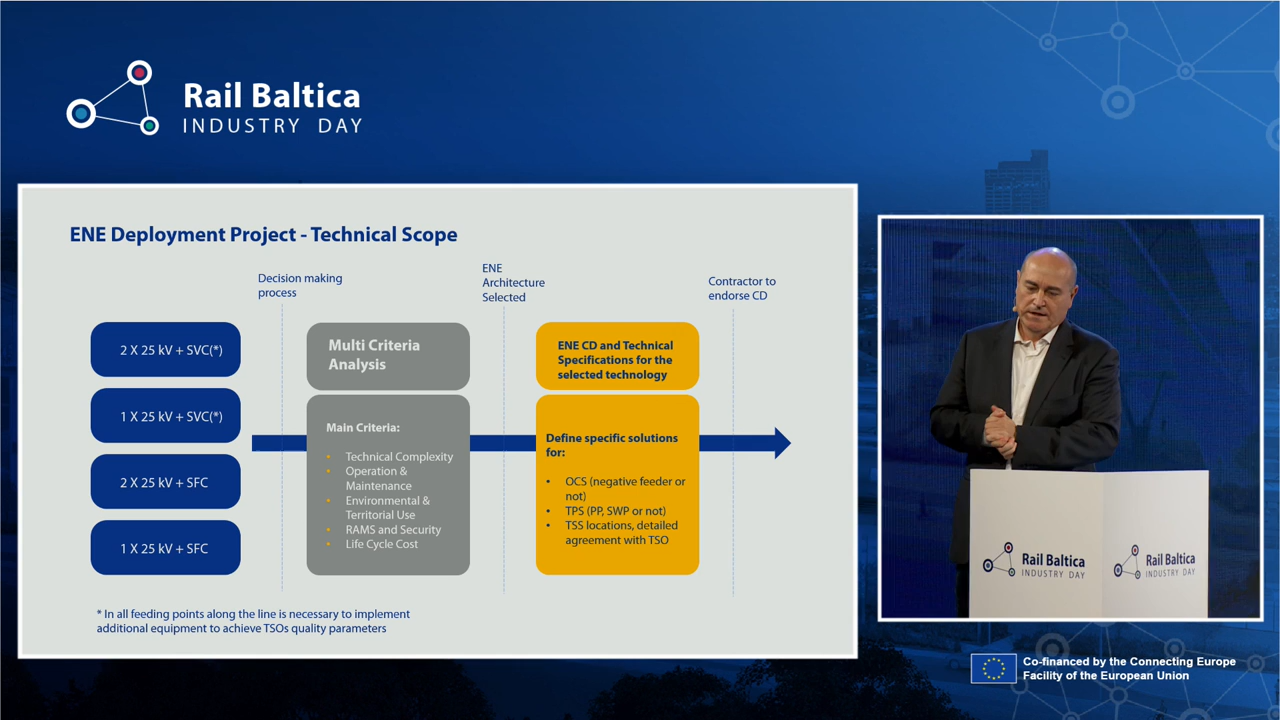 Rail Baltica
INDUSTRY DAY
ENE Deployment Project - Technical Scope
Decision making
process
ENE
Architecture
Selected
Contractor to
endorse CD
2 X 25 kV + SVC(*)
1 X 25 kV + SVC(*)
2 X 25 kV + SFC
1 X 25 kV + SFC
Multi Criteria
Analysis
Main Criteria:
• Technical Complexity
• Operation &
Maintenance
• Environmental &
Territorial Use
• RAMS and Security
• Life Cycle Cost
ENE CD and Technical
Specifications for the
selected technology
Define specific solutions
for:
• OCS (negative feeder or
not)
• TPS (PP, SWP or not)
• TSS locations, detailed
agreement with TSO
* In all feeding points along the line is necessary to implement
additional equipment to achieve TSOs quality parameters
Rail Baltica
INDUSTRY DAY
Rail Baltica
INDUSTRY DAY
Co-financed by the Connecting Europe
Facility of the European Union